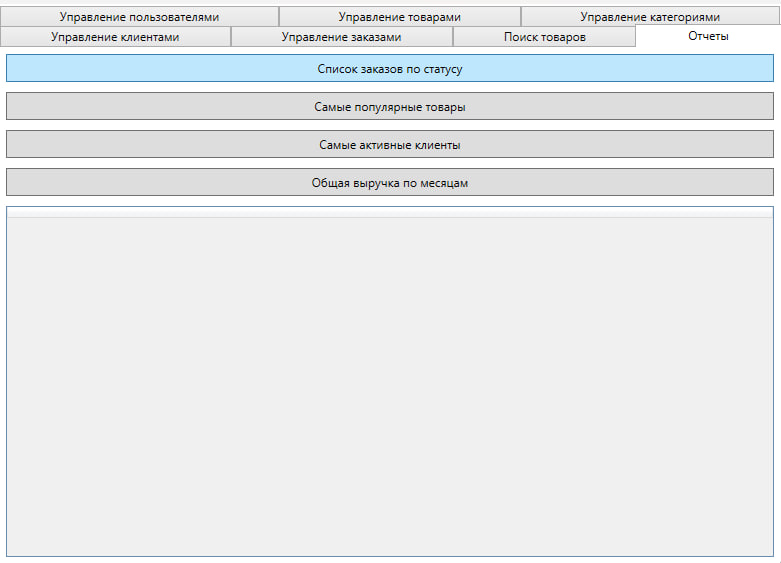 Управление пользователями Управление товарами Управление категориями
Управление клиентами Управление заказами Поиск товаров Отчеты
Список заказов по статусу
Самые популярные товары
Самые активные клиенты
Общая выручка по месяцам